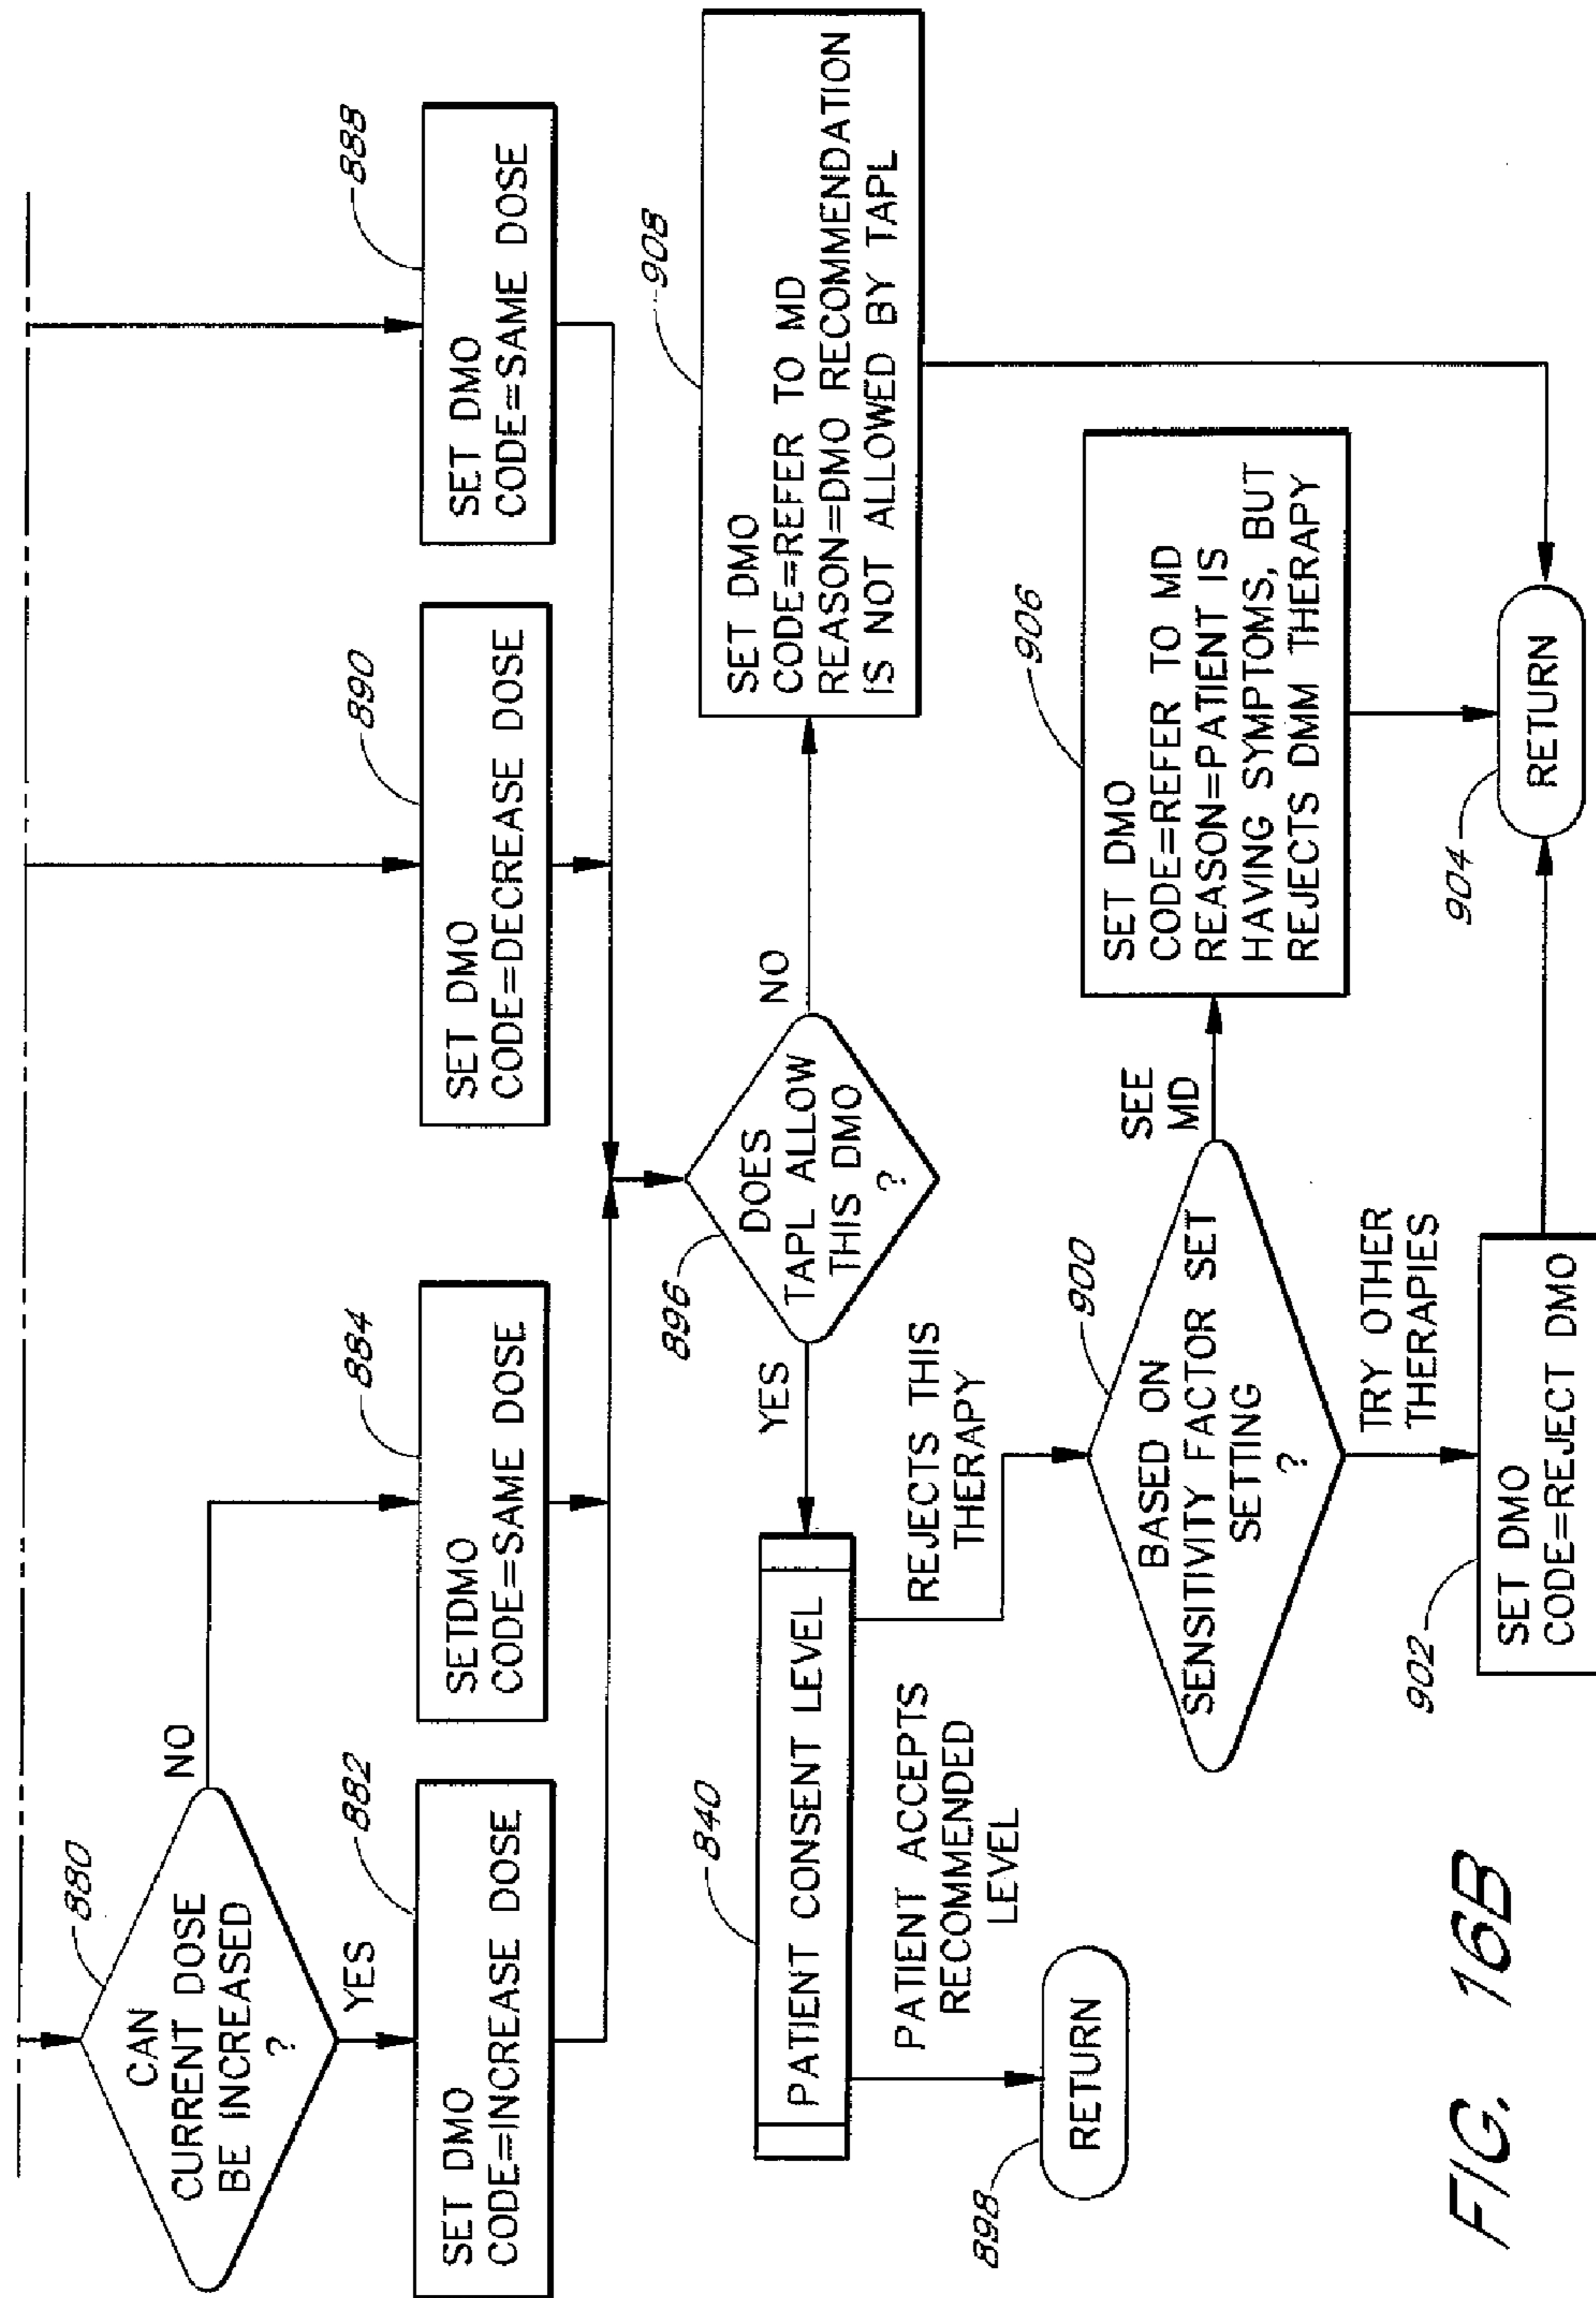 880
CAN
CURRENT DOSE
BE INCREASED
?
NO
YES
882
SET DMO
CODE=INCREASE DOSE
884
SETDMO
CODE=SAME DOSE
890
SET DMO
CODE=DECREASE DOSE
888
SET DMO
CODE=SAME DOSE
896
DOES
TAPL ALLOW
THIS DMO
?
NO
YES
908
SET DMO
CODE=REFER TO MD
REASON=DMO RECOMMENDATION
IS NOT ALLOWED BY TAPL
840
PATIENT CONSENT LEVEL
PATIENT ACCEPTS
RECOMMENDED
LEVEL
REJECTS THIS
THERAPY
898
RETURN
900
BASED ON
SENSITIVITY FACTOR SET
SETTING
?
SEE
MD
TRY OTHER
THERAPIES
906
SET DMO
CODE=REFER TO MD
REASON=PATIENT IS
HAVING SYMPTOMS, BUT
REJECTS DMM THERAPY
902
SET DMO
CODE=REJECT DMO
904
RETURN
FIG. 16B